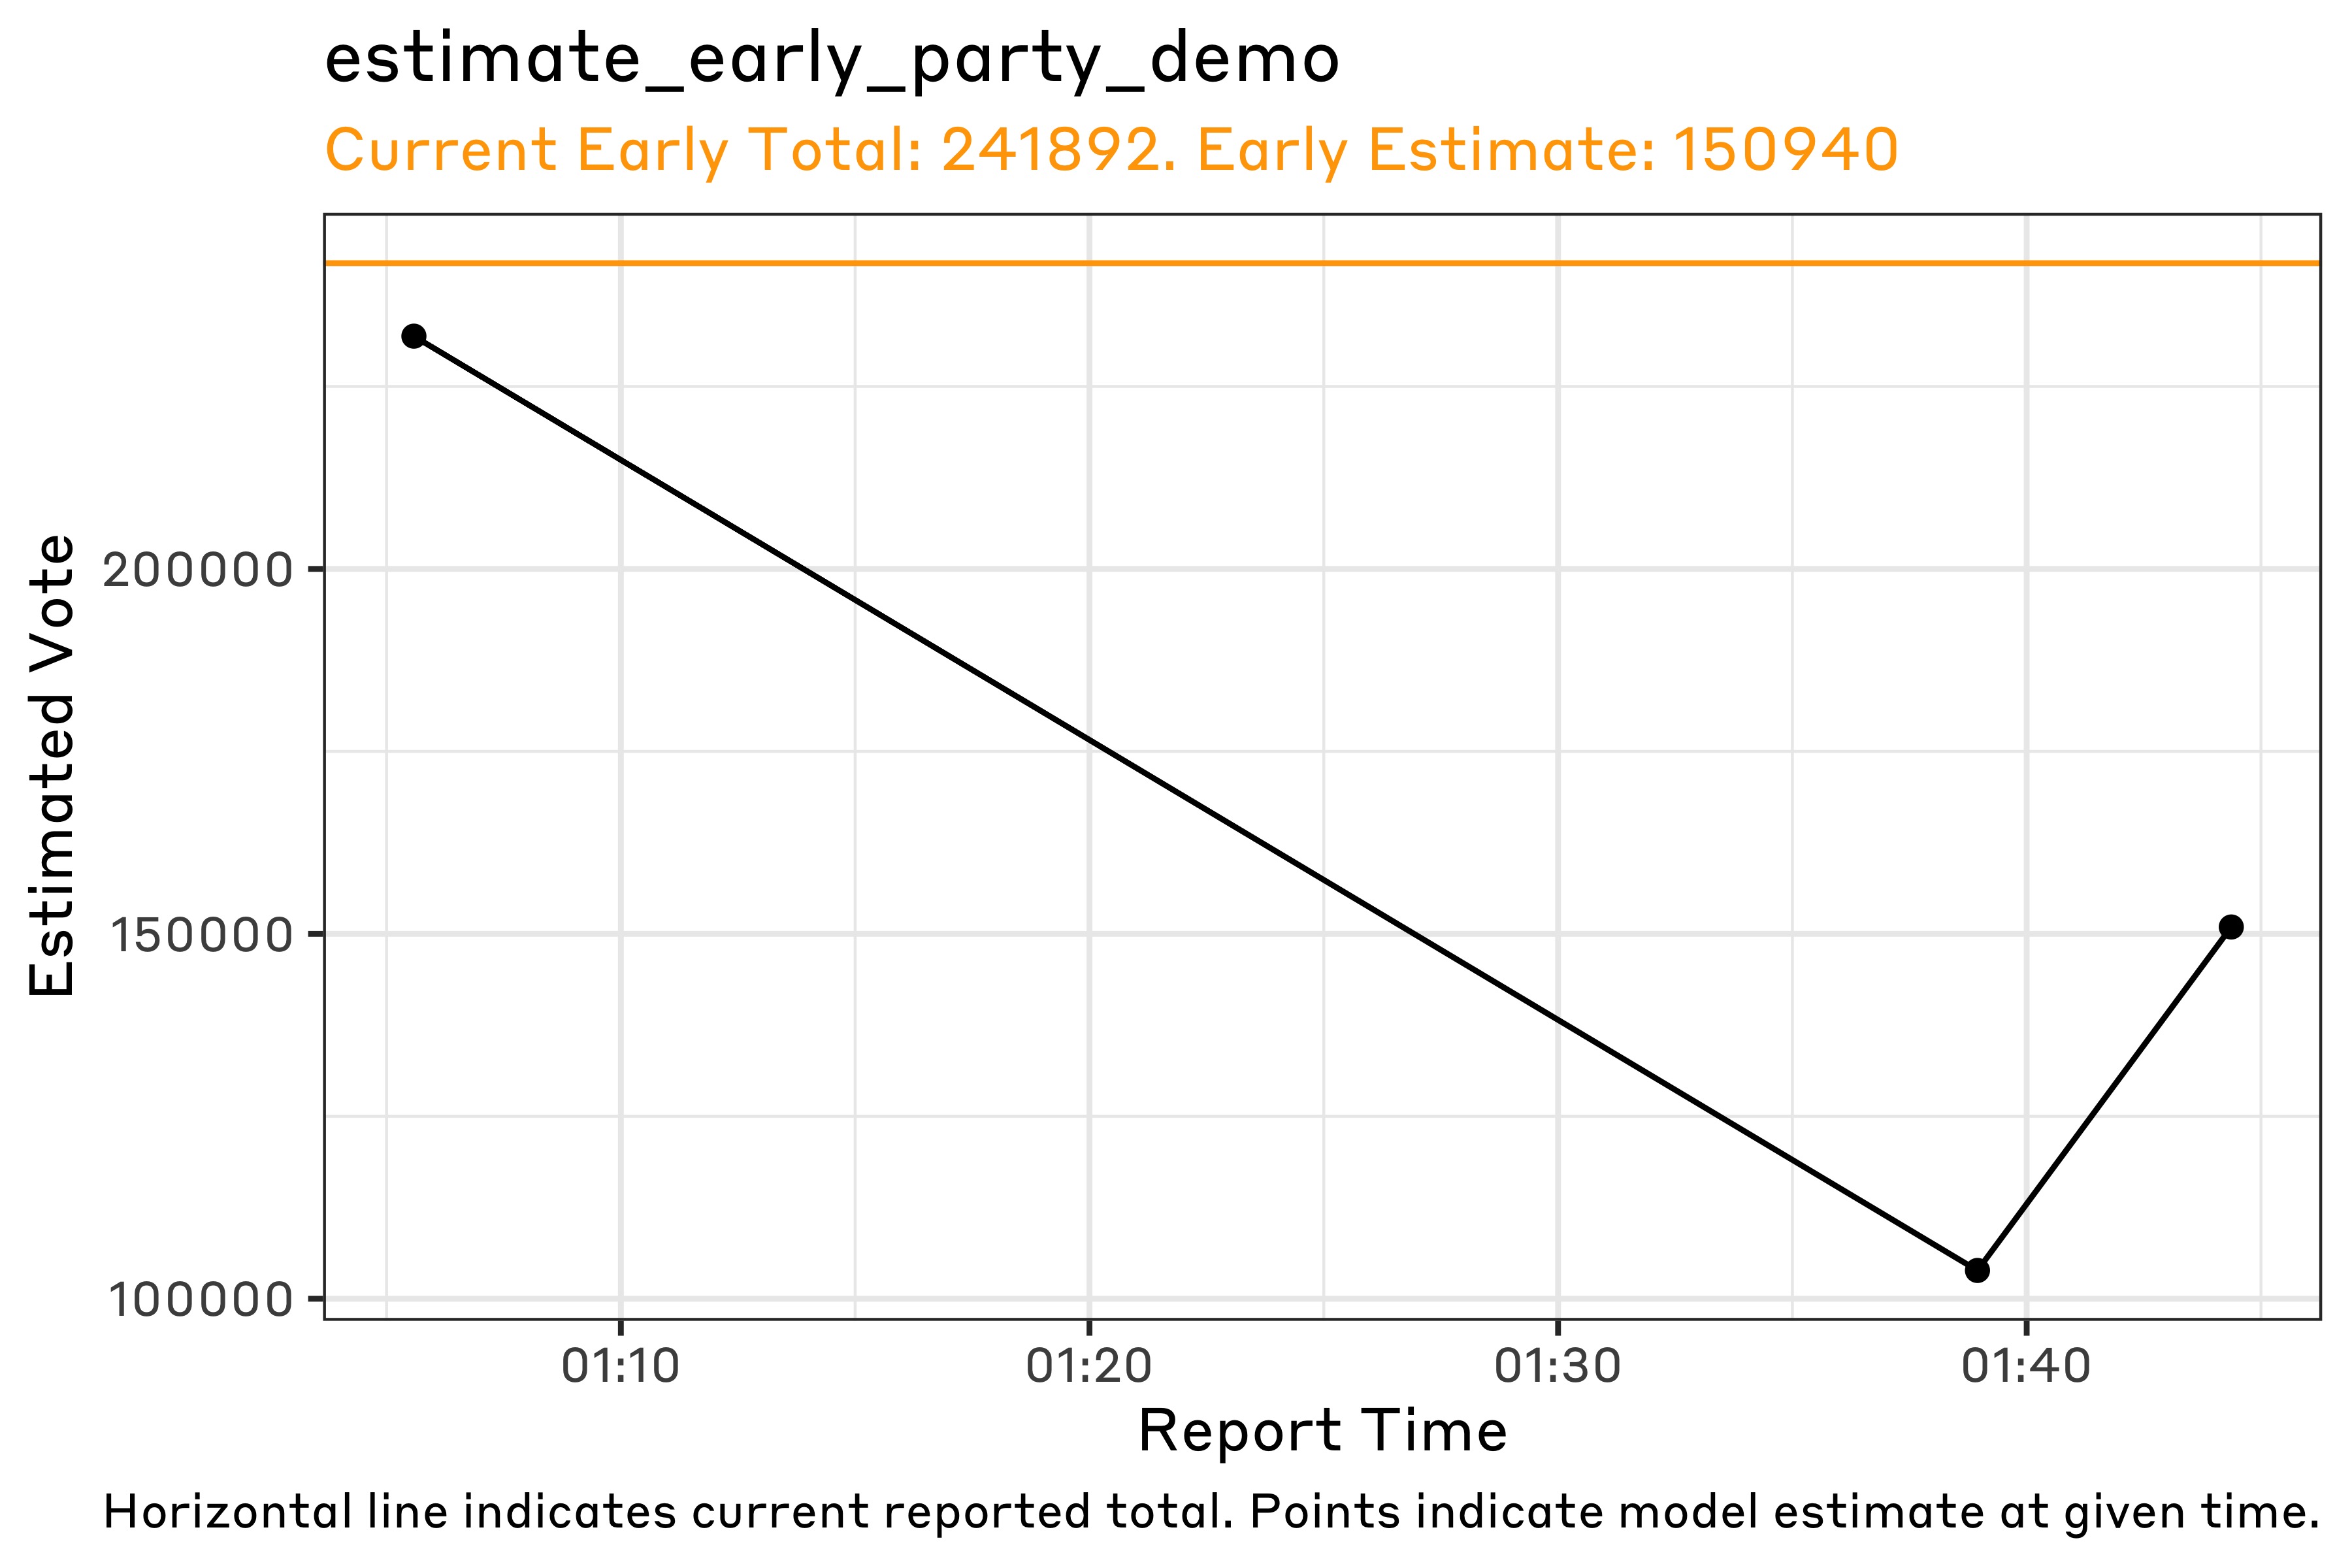 estimate_early_party_demo
Current Early Total: 241892. Early Estimate: 150940
Estimated Vote
200000
150000
100000
01:10 01:20 01:30 01:40
Report Time
Horizontal line indicates current reported total. Points indicate model estimate at given time.